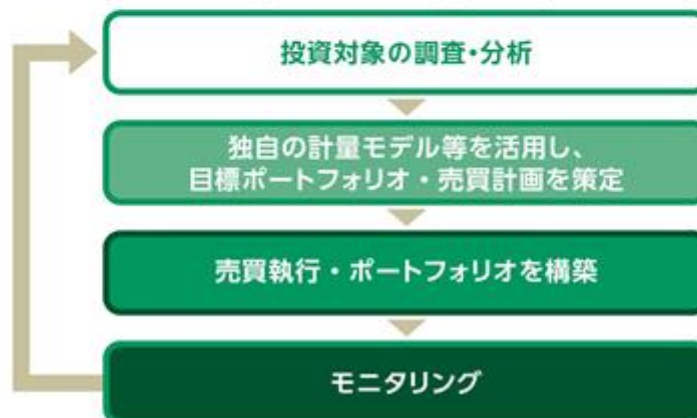 投資対象の調査・分析
独自の計量モデル等を活用し、
目標ポートフォリオ・売買計画を策定
売買執行・ポートフォリオを構築
モニタリング